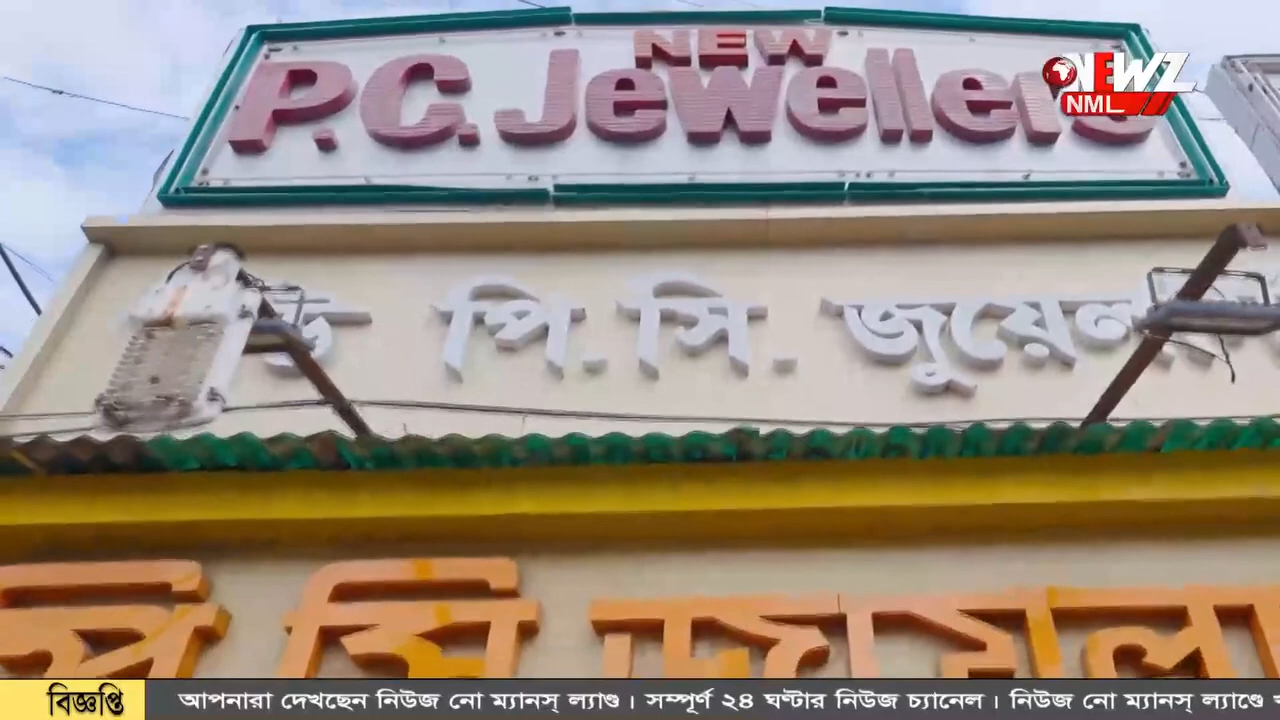 NEW
P.C. Jewellers
NEWZ
NML
উ পি. সি. জুয়েল
পি সি জুয়েলা
বিজ্ঞপ্তি
আপনারা দেখছেন নিউজ নো ম্যানস্ ল্যাণ্ড। সম্পূর্ণ ২৪ ঘণ্টার নিউজ চ্যানেল। নিউজ নো ম্যানস্ ল্যাণ্ডে